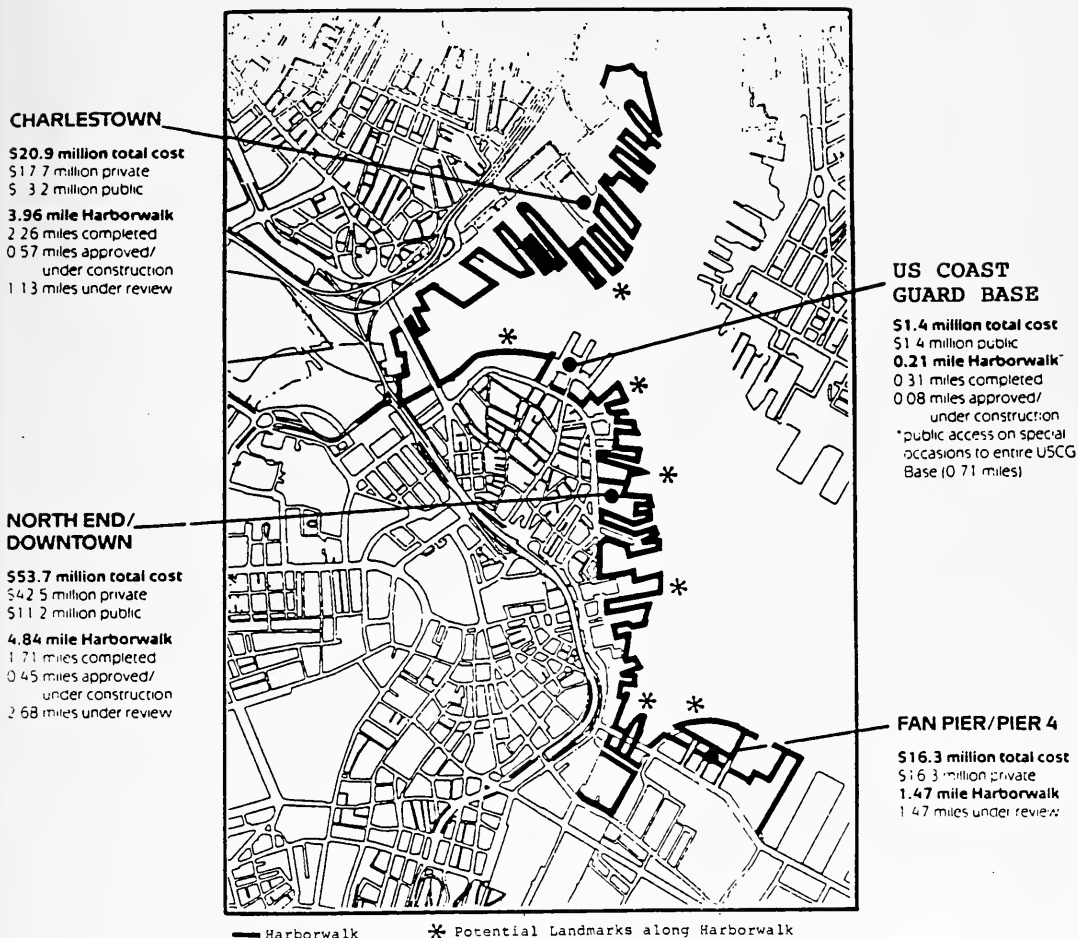 CHARLESTOWN
$20.9 million total cost
$17 7 million private
$ 3 2 million public
3.96 mile Harborwalk
2 26 miles completed
0 57 miles approved/
under construction
1 13 miles under review
NORTH END/
DOWNTOWN
$53.7 million total cost
$42 5 million private
$11 2 million public
4.84 mile Harborwalk
1 71 miles completed
0 45 miles approved/
under construction
2 68 miles under review
US COAST
GUARD BASE
$1.4 million total cost
$1 4 million public
0.21 mile Harborwalk*
0 31 miles completed
0 08 miles approved/
under construction
*public access on special
occasions to entire USCG
Base (0 71 miles)
FAN PIER/PIER 4
$16.3 million total cost
$16 3 million private
1.47 mile Harborwalk
1 47 miles under review
Harborwalk
* Potential Landmarks along Harborwalk